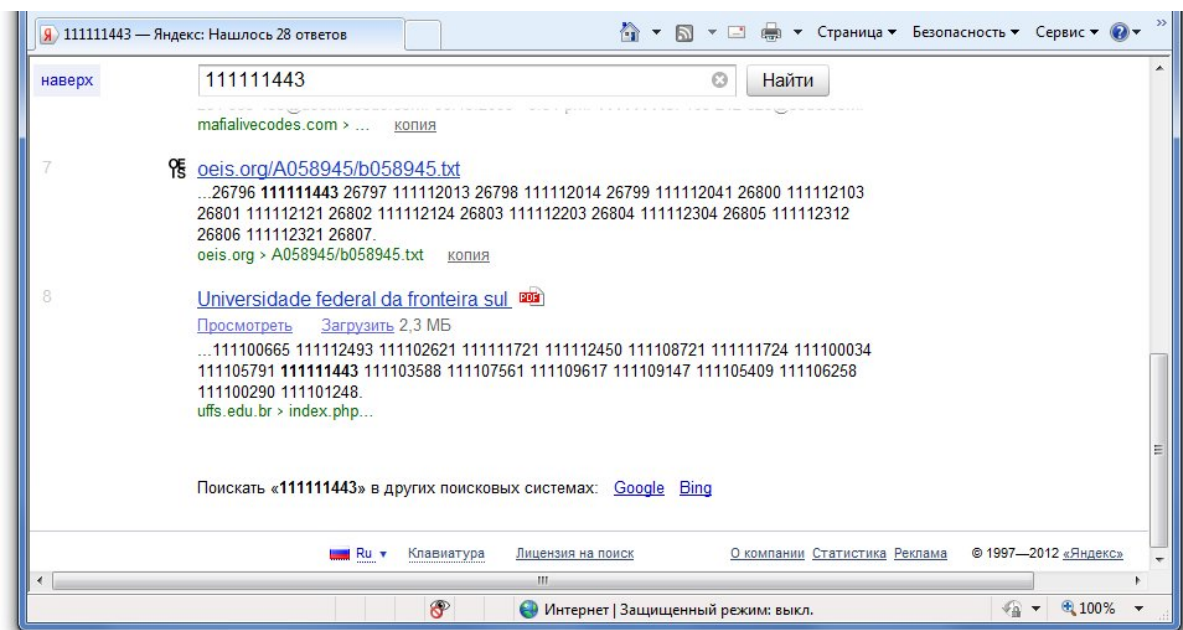 111111443 — Яндекс: Нашлось 28 ответов
Страница Безопасность Сервис
наверх 111111443 Найти
mafialivecodes.com › ... копия
7 oeis.org/A058945/b058945.txt
...26796 111111443 26797 111112013 26798 111112014 26799 111112041 26800 111112103
26801 111112121 26802 111112124 26803 111112203 26804 111112304 26805 111112312
26806 111112321 26807.
oeis.org › A058945/b058945.txt копия
8 Universidade federal da fronteira sul PDF
Просмотреть Загрузить 2,3 МБ
...111100665 111112493 111102621 111111721 111112450 111108721 111111724 111100034
111105791 111111443 111103588 111107561 111109617 111109147 111105409 111106258
111100290 111101248.
uffs.edu.br › index.php...
Поискать «111111443» в других поисковых системах: Google Bing
Ru Клавиатура Лицензия на поиск О компании Статистика Реклама © 1997—2012 «Яндекс»
Интернет | Защищенный режим: выкл. 100%